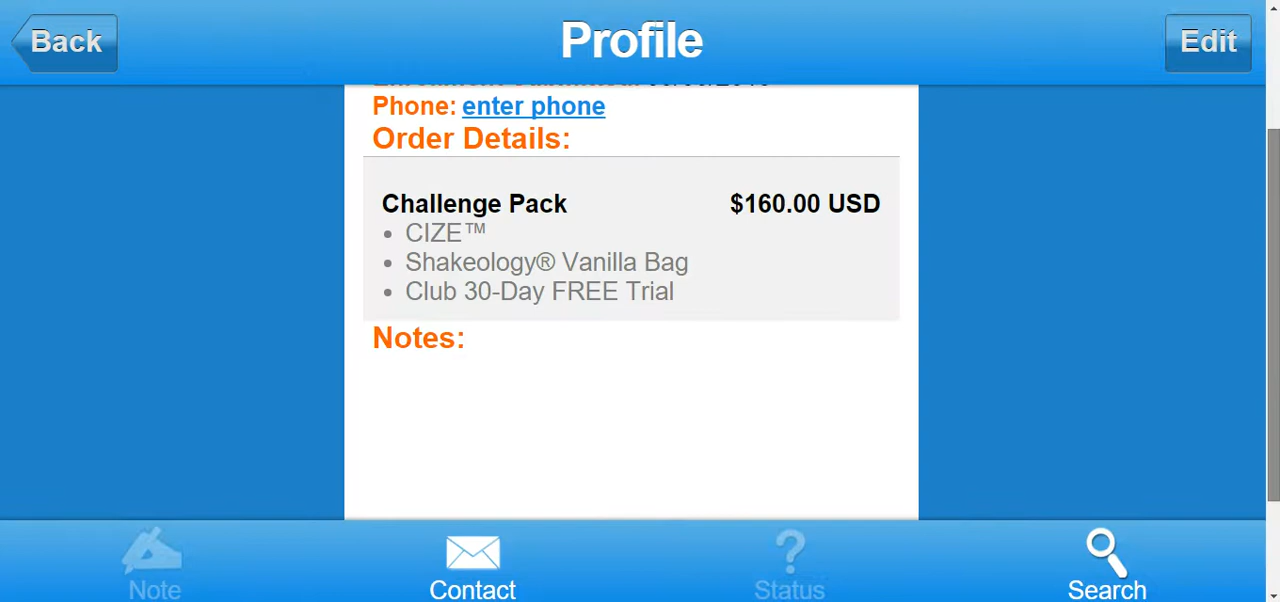 Back
Profile
Edit
Phone: enter phone
Order Details:
Challenge Pack $160.00 USD
• CIZE™
• Shakeology® Vanilla Bag
• Club 30-Day FREE Trial
Notes:
Note
Contact
Status
Search